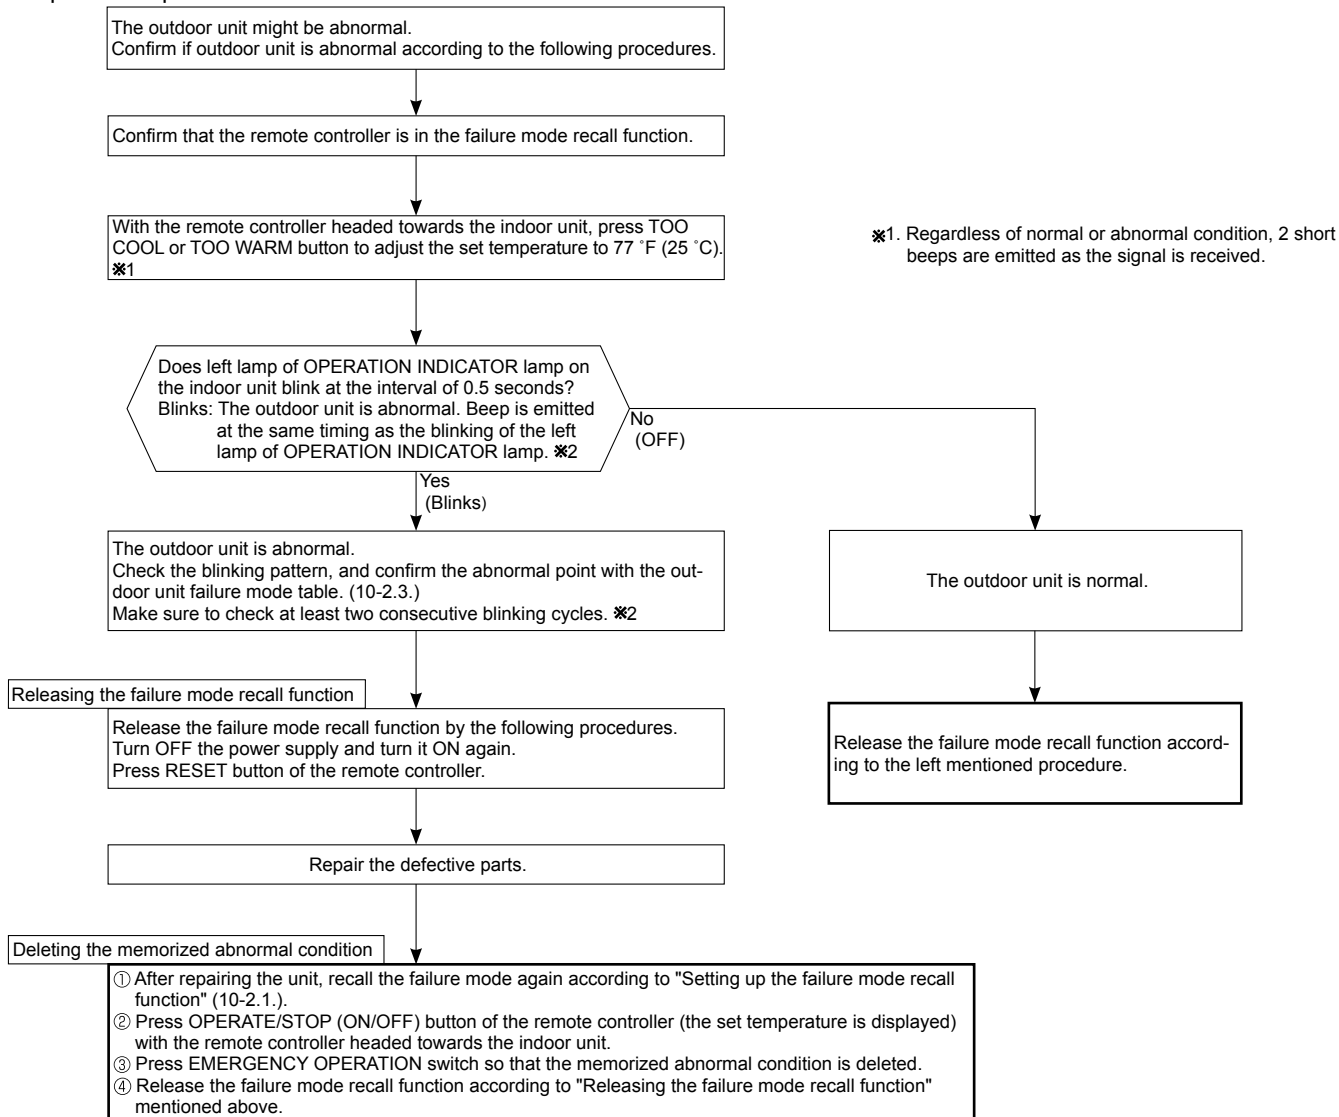 The outdoor unit might be abnormal.
Confirm if outdoor unit is abnormal according to the following procedures.
Confirm that the remote controller is in the failure mode recall function.
With the remote controller headed towards the indoor unit, press TOO
COOL or TOO WARM button to adjust the set temperature to 77 ˚F (25 ˚C).
※1
※1. Regardless of normal or abnormal condition, 2 short
beeps are emitted as the signal is received.
Does left lamp of OPERATION INDICATOR lamp on
the indoor unit blink at the interval of 0.5 seconds?
Blinks: The outdoor unit is abnormal. Beep is emitted
at the same timing as the blinking of the left
lamp of OPERATION INDICATOR lamp. ※2
No
(OFF)
Yes
(Blinks)
The outdoor unit is abnormal.
Check the blinking pattern, and confirm the abnormal point with the out-
door unit failure mode table. (10-2.3.)
Make sure to check at least two consecutive blinking cycles. ※2
The outdoor unit is normal.
Releasing the failure mode recall function
Release the failure mode recall function by the following procedures.
Turn OFF the power supply and turn it ON again.
Press RESET button of the remote controller.
Release the failure mode recall function accord-
ing to the left mentioned procedure.
Repair the defective parts.
Deleting the memorized abnormal condition
① After repairing the unit, recall the failure mode again according to "Setting up the failure mode recall
function" (10-2.1.).
② Press OPERATE/STOP (ON/OFF) button of the remote controller (the set temperature is displayed)
with the remote controller headed towards the indoor unit.
③ Press EMERGENCY OPERATION switch so that the memorized abnormal condition is deleted.
④ Release the failure mode recall function according to "Releasing the failure mode recall function"
mentioned above.